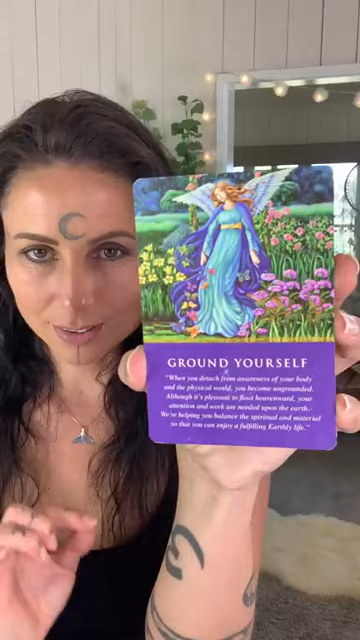 GROUND YOURSELF
"When you detach from awareness of your body
and the physical world, you become ungrounded.
Although it's pleasant to float heavenward, your
attention and work are needed upon the earth.
We're helping you balance the spiritual and material
so that you can enjoy a fulfilling Earthly life."